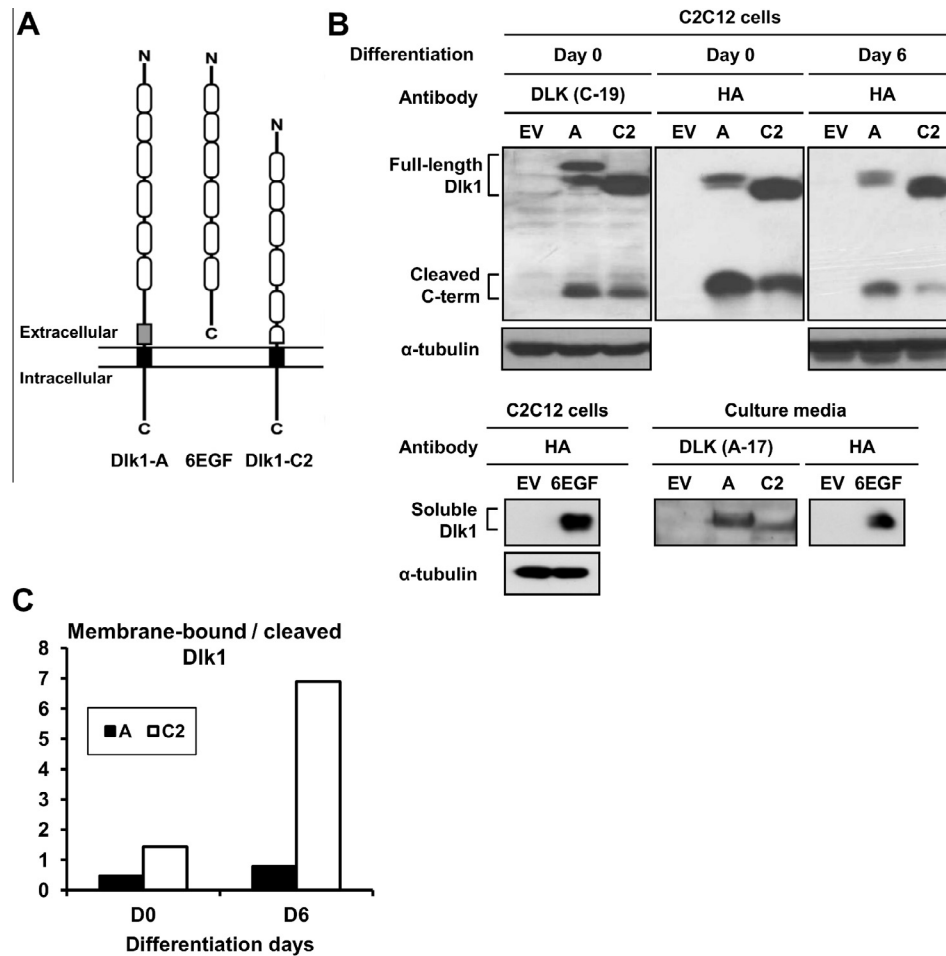 A
N N
N
Extracellular
C
Intracellular
C C
Dlk1-A 6EGF Dlk1-C2
B
C2C12 cells
Differentiation Day 0 Day 0 Day 6
Antibody DLK (C-19) HA HA
EV A C2 EV A C2 EV A C2
Full-length
Dlk1
Cleaved
C-term
α-tubulin
C2C12 cells Culture media
Antibody HA DLK (A-17) HA
EV 6EGF EV A C2 EV 6EGF
Soluble
Dlk1
α-tubulin
C
Membrane-bound / cleaved
Dlk1
8
7
6
5
4
3
2
1
0
A C2
D0 D6
Differentiation days